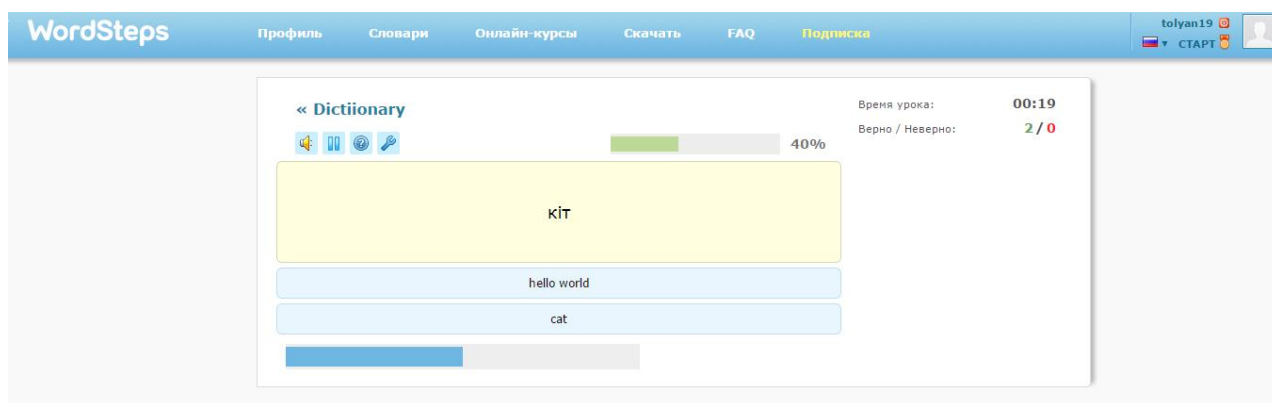 WordSteps
Профиль Словари Онлайн-курсы Скачать FAQ Подписка
tolyan19
СТАРТ
« Dictiionary
40%
Время урока: 00:19
Верно / Неверно: 2 / 0
кіт
hello world
cat